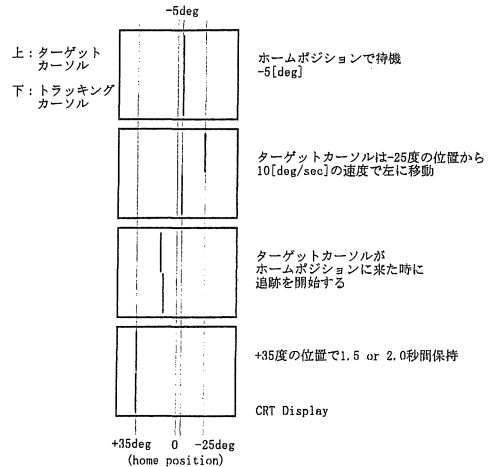 -5deg
上：ターゲット
カーソル
下：トラッキング
カーソル
ホームポジションで待機
-5[deg]
ターゲットカーソルは-25度の位置から
10[deg/sec]の速度で左に移動
ターゲットカーソルが
ホームポジションに来た時に
追跡を開始する
+35度の位置で1.5 or 2.0秒間保持
CRT Display
+35deg 0 -25deg
(home position)